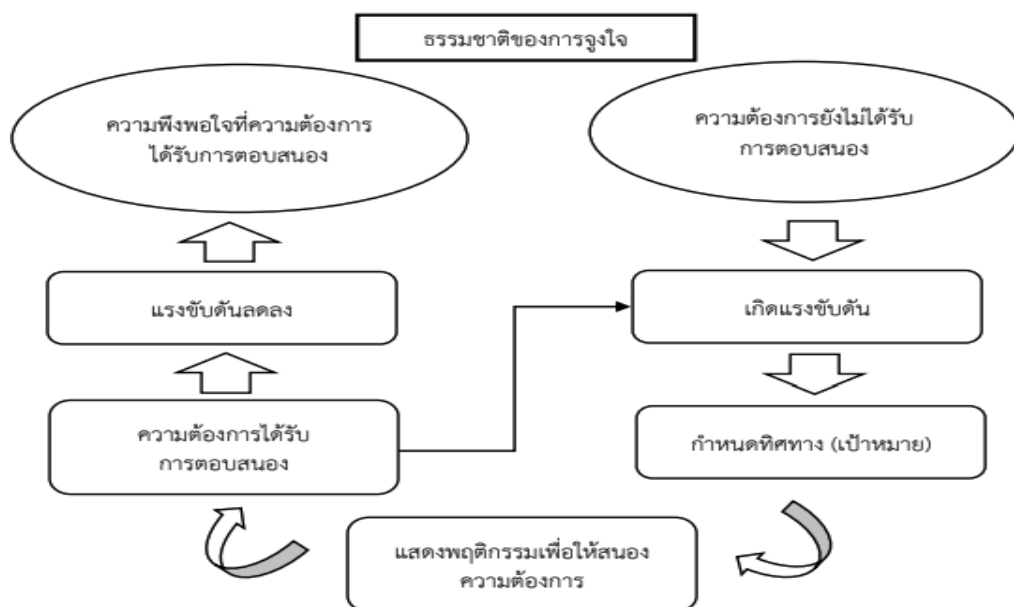 ธรรมชาติของการจูงใจ
ความพึงพอใจที่ความต้องการ
ได้รับการตอบสนอง
ความต้องการยังไม่ได้รับ
การตอบสนอง
แรงขับดันลดลง
เกิดแรงขับดัน
ความต้องการได้รับ
การตอบสนอง
กำหนดทิศทาง (เป้าหมาย)
แสดงพฤติกรรมเพื่อให้สนอง
ความต้องการ